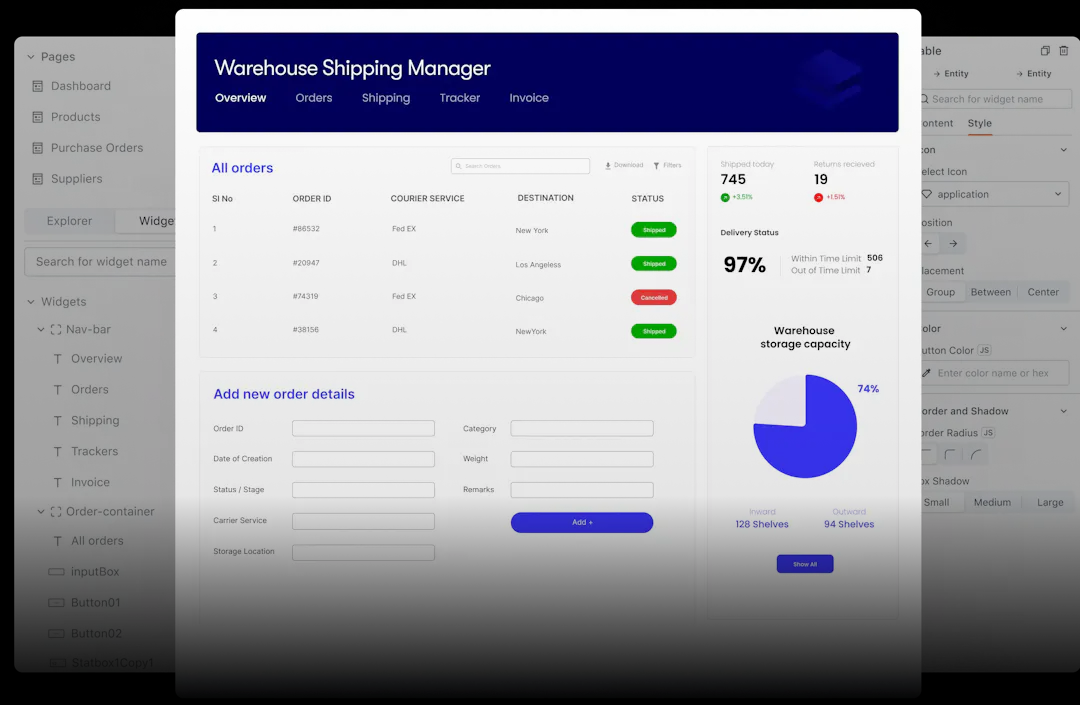 Pages
Dashboard
Products
Purchase Orders
Suppliers
Explorer
Widge
Search for widget name
Widgets
Nav-bar
Overview
Orders
Shipping
Trackers
Invoice
Order-container
All orders
inputBox
Button01
Button02
Statbox1Copy1
Warehouse Shipping Manager
Overview Orders Shipping Tracker Invoice
All orders
Search Orders
Download
Filters
Sl No ORDER ID COURIER SERVICE DESTINATION STATUS
1 #86532 Fed EX New York Shipped
2 #20947 DHL Los Angeless Shipped
3 #74319 Fed EX Chicago Cancelled
4 #38156 DHL NewYork Shipped
Add new order details
Order ID
Category
Date of Creation
Weight
Status / Stage
Remarks
Carrier Service
Add +
Storage Location
Shipped today
745
+3.51%
Returns recieved
19
+1.51%
Delivery Status
97%
Within Time Limit 506
Out of Time Limit 7
Warehouse
storage capacity
74%
Inward
128 Shelves
Outward
94 Shelves
Show All
able
Entity
Entity
Search for widget name
ontent
Style
con
elect Icon
application
osition
lacement
Group Between Center
olor
utton Color JS
Enter color name or hex
order and Shadow
order Radius JS
ox Shadow
Small Medium Large